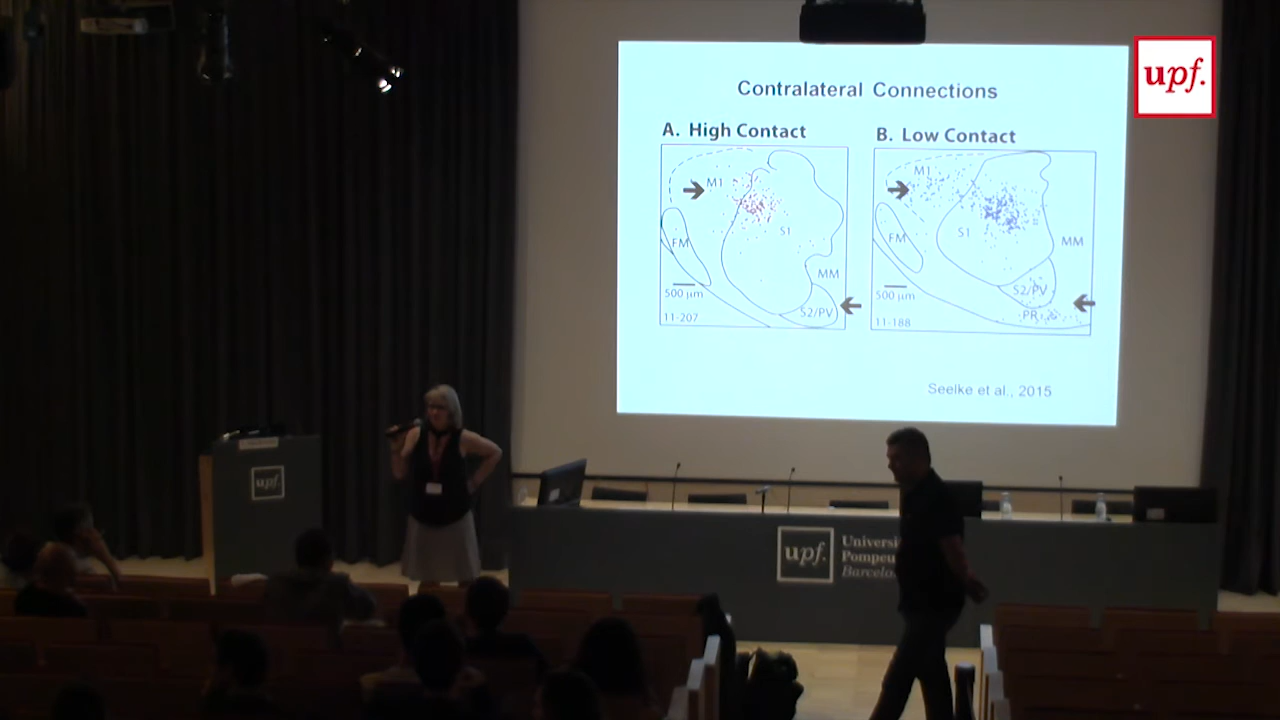 upf.
Contralateral Connections
A. High Contact
B. Low Contact
M1
S1
FM
MM
500 µm
S2/PV
11-207
M1
S1
FM
MM
500 µm
S2/PV
PR
11-188
Seelke et al., 2015
upf.
upf.
Universi
Pompeu
Barcelo